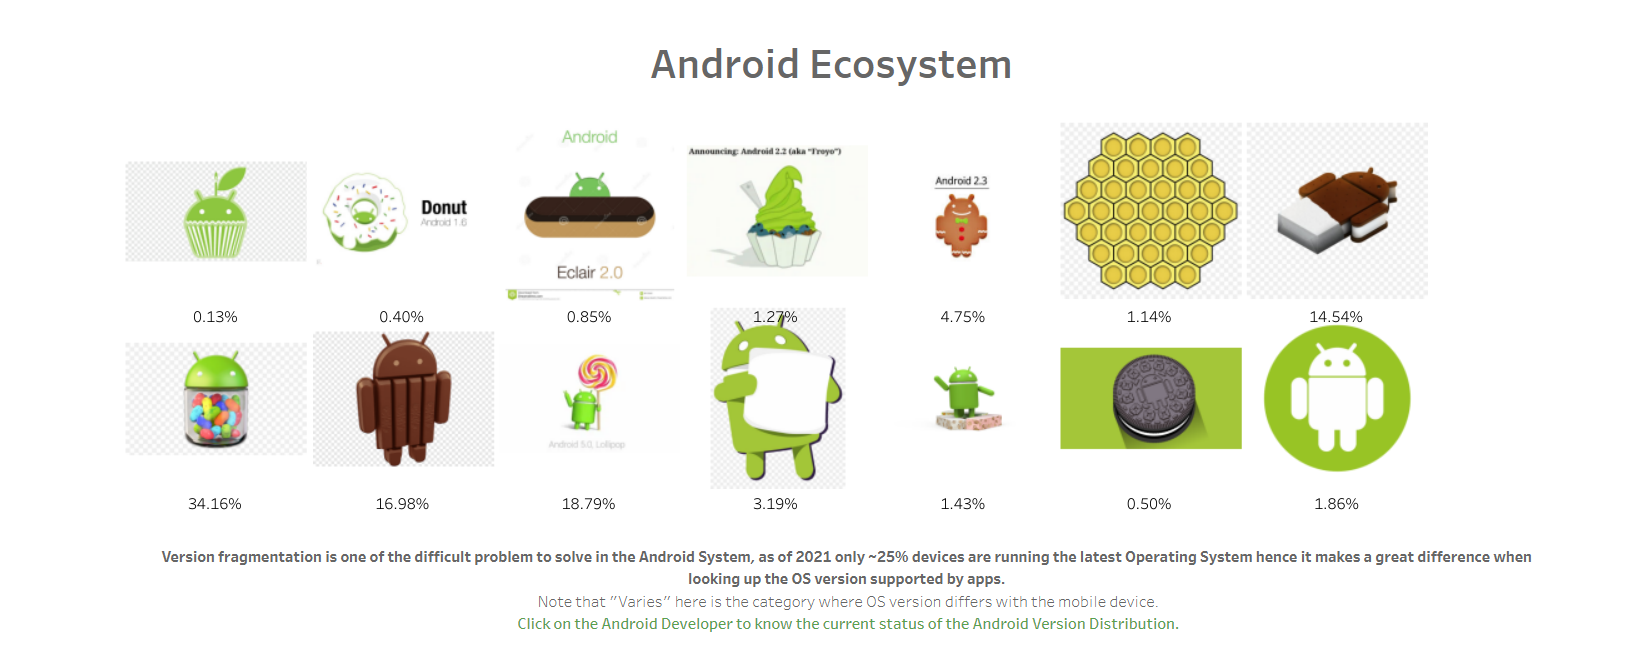 Android Ecosystem
Android
Announcing: Android 2.2 (aka "Froyo")
Android 2.3
Donut
Android 1.6
Eclair 2.0
0.13%
0.40%
0.85%
1.27%
4.75%
1.14%
14.54%
Android 5.0, Lollipop
34.16%
16.98%
18.79%
3.19%
1.43%
0.50%
1.86%
Version fragmentation is one of the difficult problem to solve in the Android System, as of 2021 only ~25% devices are running the latest Operating System hence it makes a great difference when
looking up the OS version supported by apps.
Note that "Varies" here is the category where OS version differs with the mobile device.
Click on the Android Developer to know the current status of the Android Version Distribution.